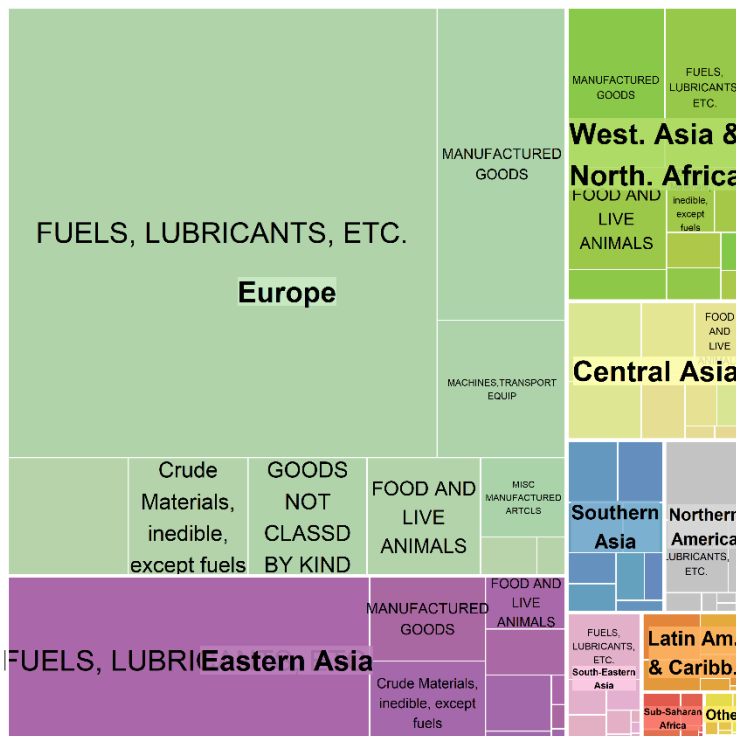 FUELS, LUBRICANTS, ETC.
Europe
MANUFACTURED
GOODS
MACHINES,TRANSPORT
EQUIP
Crude
Materials,
inedible,
except fuels
GOODS
NOT
CLASSD
BY KIND
FOOD AND
LIVE
ANIMALS
MISC
MANUFACTURED
ARTCLS
FUELS, LUBRI
Eastern Asia
MANUFACTURED
GOODS
Crude Materials,
inedible, except
fuels
FOOD AND
LIVE
ANIMALS
MANUFACTURED
GOODS
FUELS,
LUBRICANTS,
ETC.
West. Asia &
North. Africa
FOOD AND
LIVE
ANIMALS
inedible,
except
fuels
FOOD
AND
LIVE
Central Asia
Southern
Asia
Northern
America
LUBRICANTS,
ETC.
FUELS,
LUBRICANTS,
ETC.
South-Eastern
Asia
Latin Am.
& Caribb.
Sub-Saharan
Africa
Othe